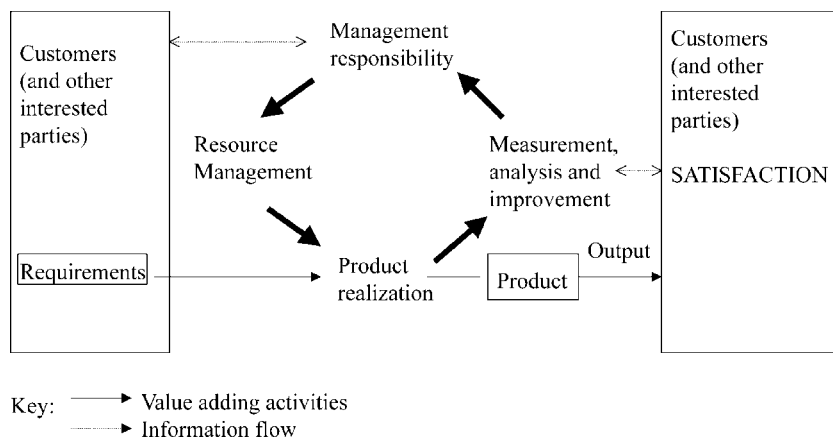 Customers
(and other
interested
parties)
Requirements
Management
responsibility
Resource
Management
Measurement,
analysis and
improvement
Product
realization
Product
Output
Customers
(and other
interested
parties)
SATISFACTION
Key:
Value adding activities
Information flow